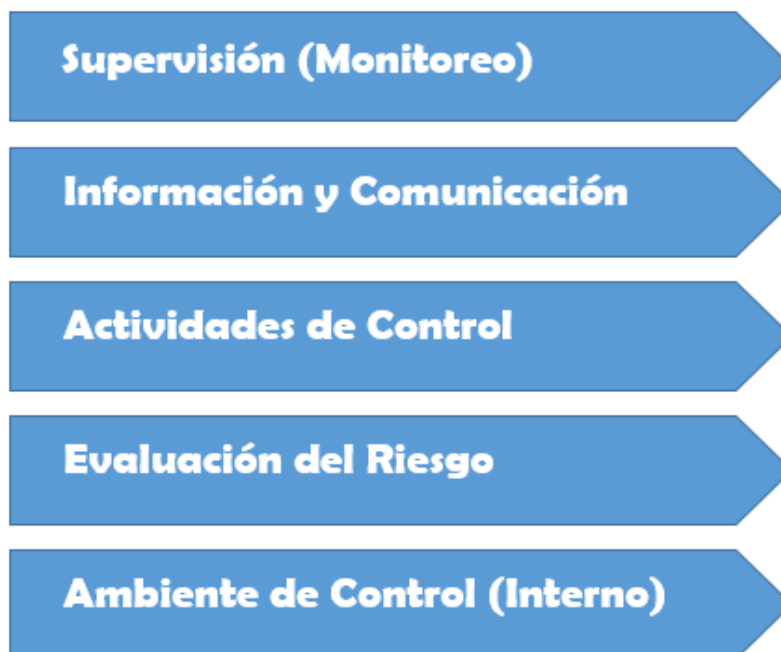 Supervisión (Monitoreo)
Información y Comunicación
Actividades de Control
Evaluación del Riesgo
Ambiente de Control (Interno)